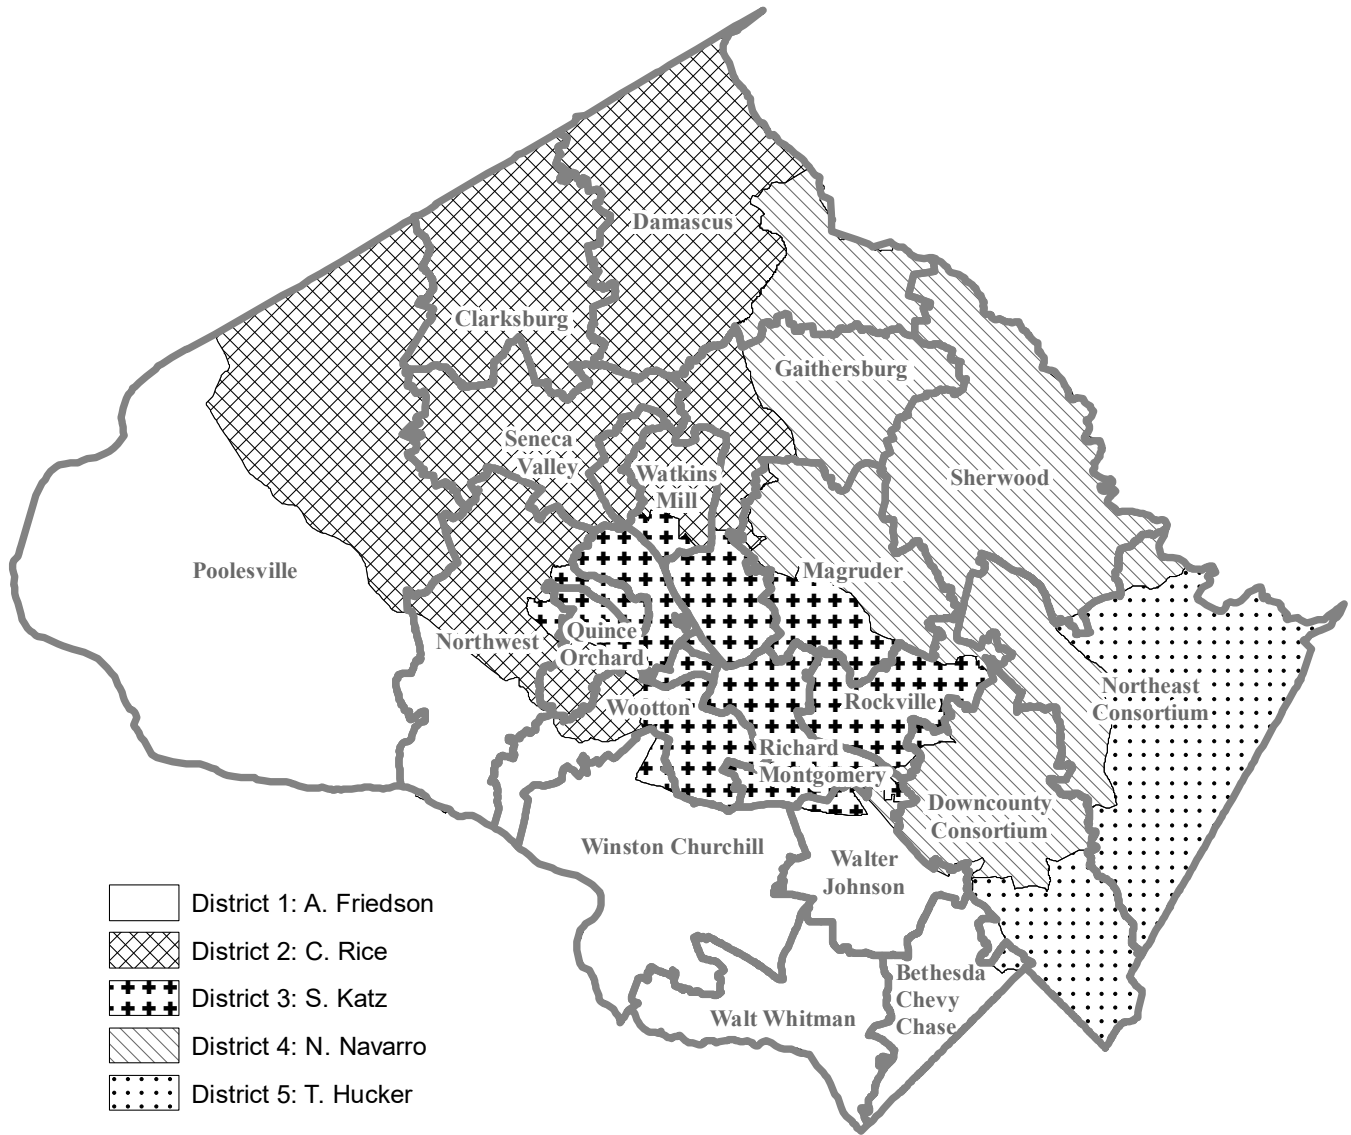 Damascus
Clarksburg
Gaithersburg
Seneca
Valley
Watkins
Mill
Sherwood
Poolesville
Magruder
Northwest
Quince
Orchard
Wootton
Rockville
Northeast
Consortium
Richard
Montgomery
Downcounty
Consortium
Winston Churchill
Walter
Johnson
Bethesda
Chevy
Chase
Walt Whitman
District 1: A. Friedson
District 2: C. Rice
District 3: S. Katz
District 4: N. Navarro
District 5: T. Hucker